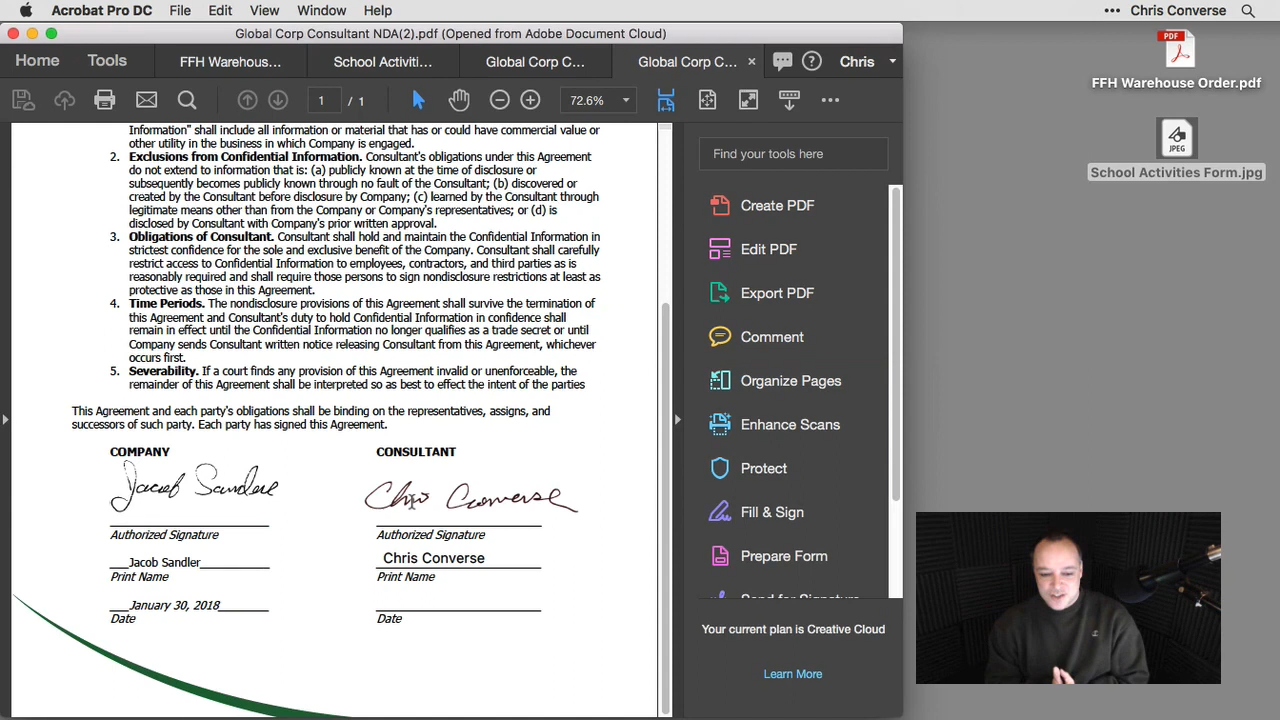 Acrobat Pro DC File Edit View Window Help
Chris Converse
Global Corp Consultant NDA(2).pdf (Opened from Adobe Document Cloud)
Home Tools FFH Warehous... School Activiti... Global Corp C... Global Corp C... × Chris
1 / 1 72.6%
PDF
FFH Warehouse Order.pdf
JPEG
School Activities Form.jpg
Information" shall include all information or material that has or could have commercial value or
other utility in the business in which Company is engaged.
2. Exclusions from Confidential Information. Consultant's obligations under this Agreement
do not extend to information that is: (a) publicly known at the time of disclosure or
subsequently becomes publicly known through no fault of the Consultant; (b) discovered or
created by the Consultant before disclosure by Company; (c) learned by the Consultant through
legitimate means other than from the Company or Company's representatives; or (d) is
disclosed by Consultant with Company's prior written approval.
3. Obligations of Consultant. Consultant shall hold and maintain the Confidential Information in
strictest confidence for the sole and exclusive benefit of the Company. Consultant shall carefully
restrict access to Confidential Information to employees, contractors, and third parties as is
reasonably required and shall require those persons to sign nondisclosure restrictions at least as
protective as those in this Agreement.
4. Time Periods. The nondisclosure provisions of this Agreement shall survive the termination of
this Agreement and Consultant's duty to hold Confidential Information in confidence shall
remain in effect until the Confidential Information no longer qualifies as a trade secret or until
Company sends Consultant written notice releasing Consultant from this Agreement, whichever
occurs first.
5. Severability. If a court finds any provision of this Agreement invalid or unenforceable, the
remainder of this Agreement shall be interpreted so as best to effect the intent of the parties
This Agreement and each party's obligations shall be binding on the representatives, assigns, and
successors of such party. Each party has signed this Agreement.
COMPANY CONSULTANT
Chris Converse
Authorized Signature Authorized Signature
Jacob Sandler Chris Converse
Print Name Print Name
January 30, 2018
Date Date
Find your tools here
Create PDF
Edit PDF
Export PDF
Comment
Organize Pages
Enhance Scans
Protect
Fill & Sign
Prepare Form
Send for Signature
Your current plan is Creative Cloud
Learn More